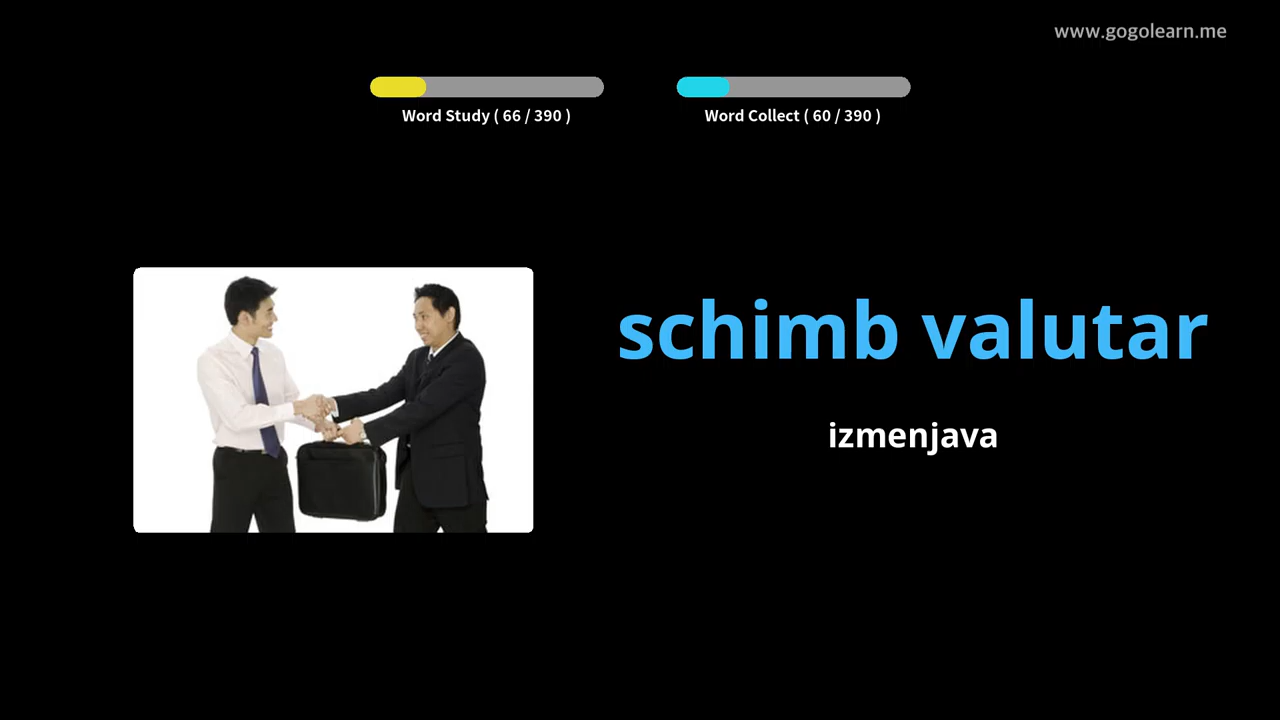 www.gogolearn.me
Word Study ( 66 / 390 )
Word Collect ( 60 / 390 )
schimb valutar
izmenjava